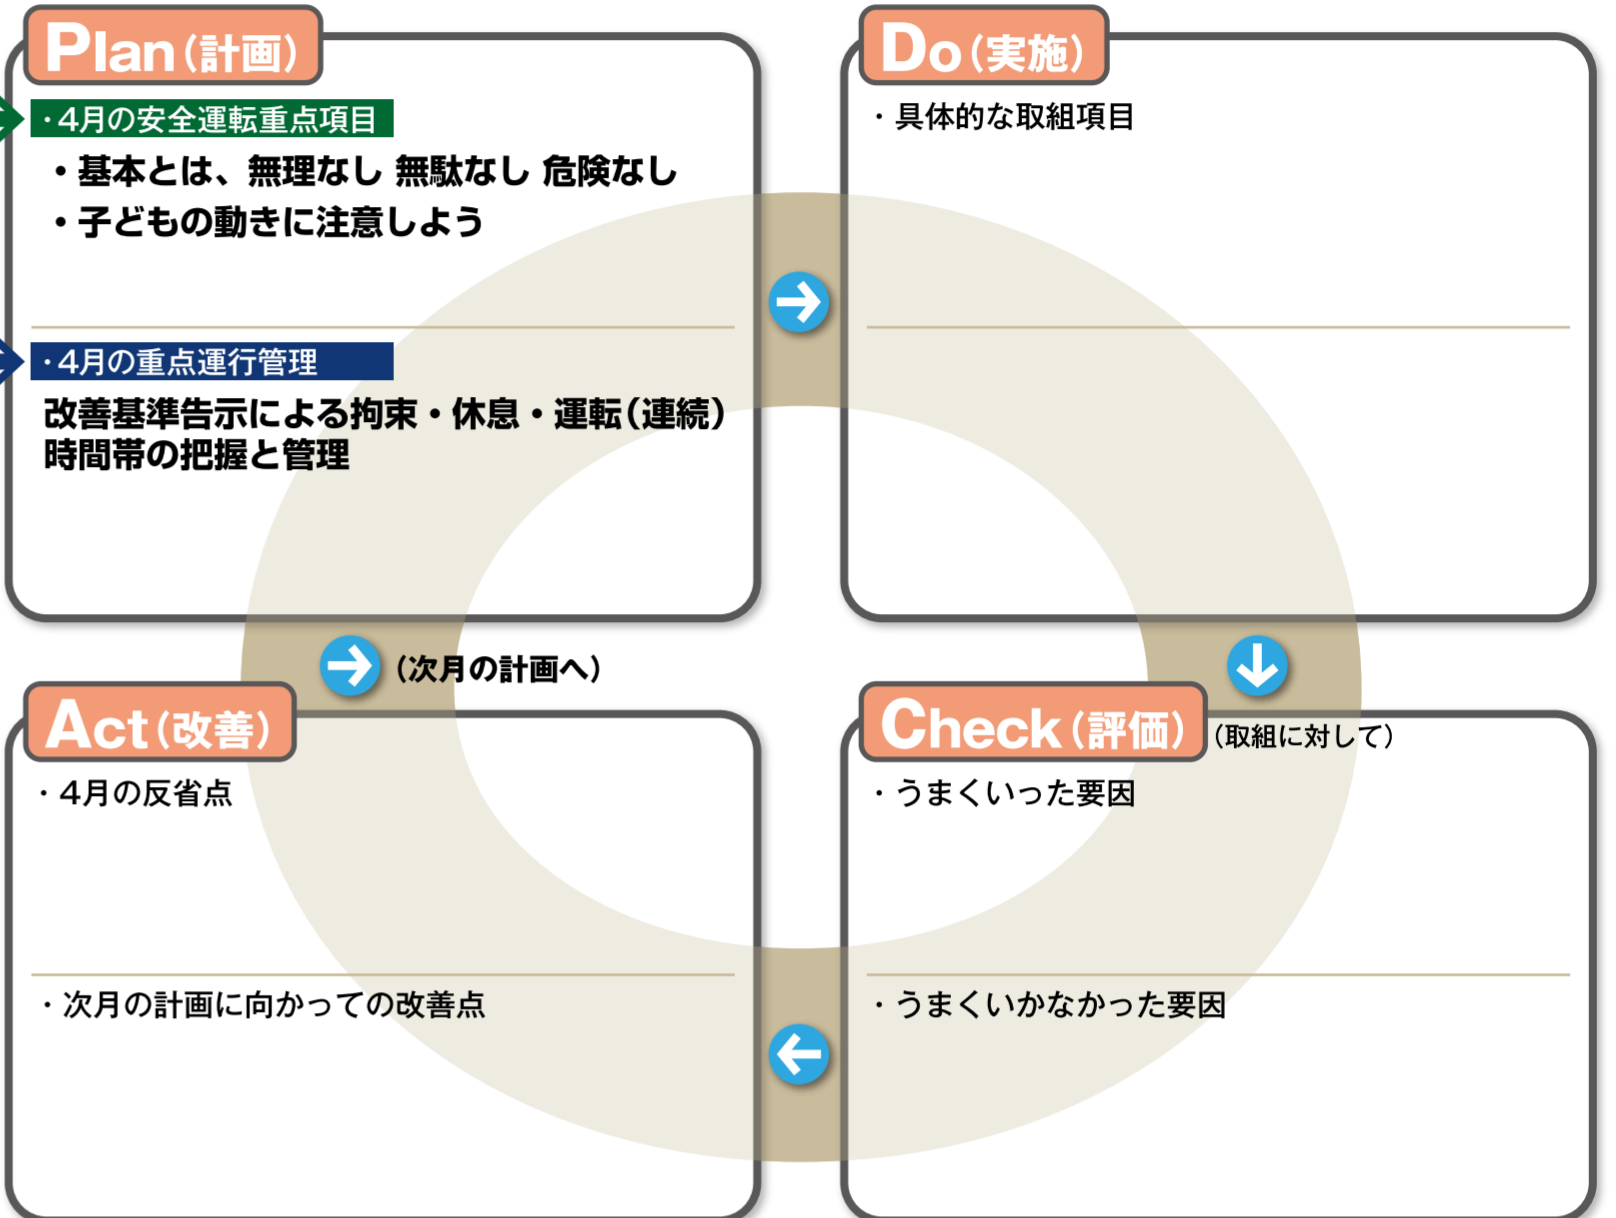 Plan(計画)
・4月の安全運転重点項目
・基本とは、無理なし 無駄なし 危険なし
・子どもの動きに注意しよう
・4月の重点運行管理
改善基準告示による拘束・休息・運転(連続)
時間帯の把握と管理
Do(実施)
・具体的な取組項目
(次月の計画へ)
Check(評価)(取組に対して)
・うまくいった要因
・うまくいかなかった要因
Act(改善)
・4月の反省点
・次月の計画に向かっての改善点